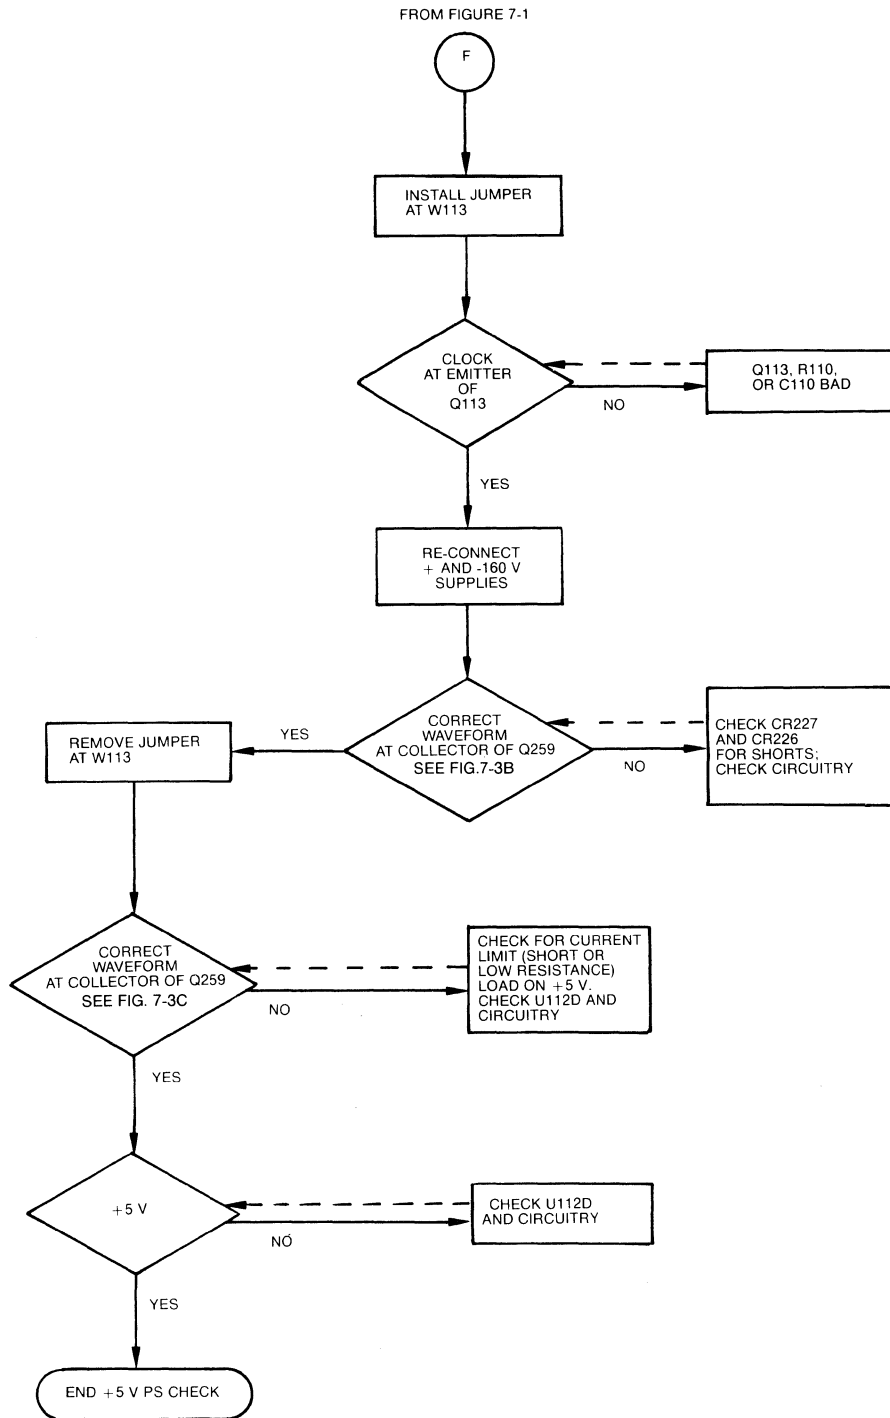 FROM FIGURE 7-1
F
INSTALL JUMPER
AT W113
CLOCK
AT EMITTER
OF
Q113
NO
Q113, R110,
OR C110 BAD
YES
RE-CONNECT
+ AND -160 V
SUPPLIES
CORRECT
WAVEFORM
AT COLLECTOR OF Q259
SEE FIG.7-3B
NO
CHECK CR227
AND CR226
FOR SHORTS;
CHECK CIRCUITRY
YES
REMOVE JUMPER
AT W113
CORRECT
WAVEFORM
AT COLLECTOR OF Q259
SEE FIG. 7-3C
NO
CHECK FOR CURRENT
LIMIT (SHORT OR
LOW RESISTANCE)
LOAD ON +5 V.
CHECK U112D AND
CIRCUITRY
YES
+5 V
NO
CHECK U112D
AND CIRCUITRY
YES
END +5 V PS CHECK